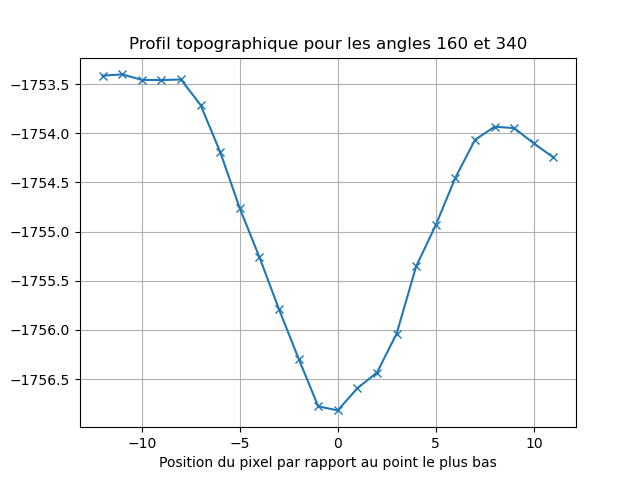 Profil topographique pour les angles 160 et 340
−1753.5
−1754.0
−1754.5
−1755.0
−1755.5
−1756.0
−1756.5
−10 −5 0 5 10
Position du pixel par rapport au point le plus bas